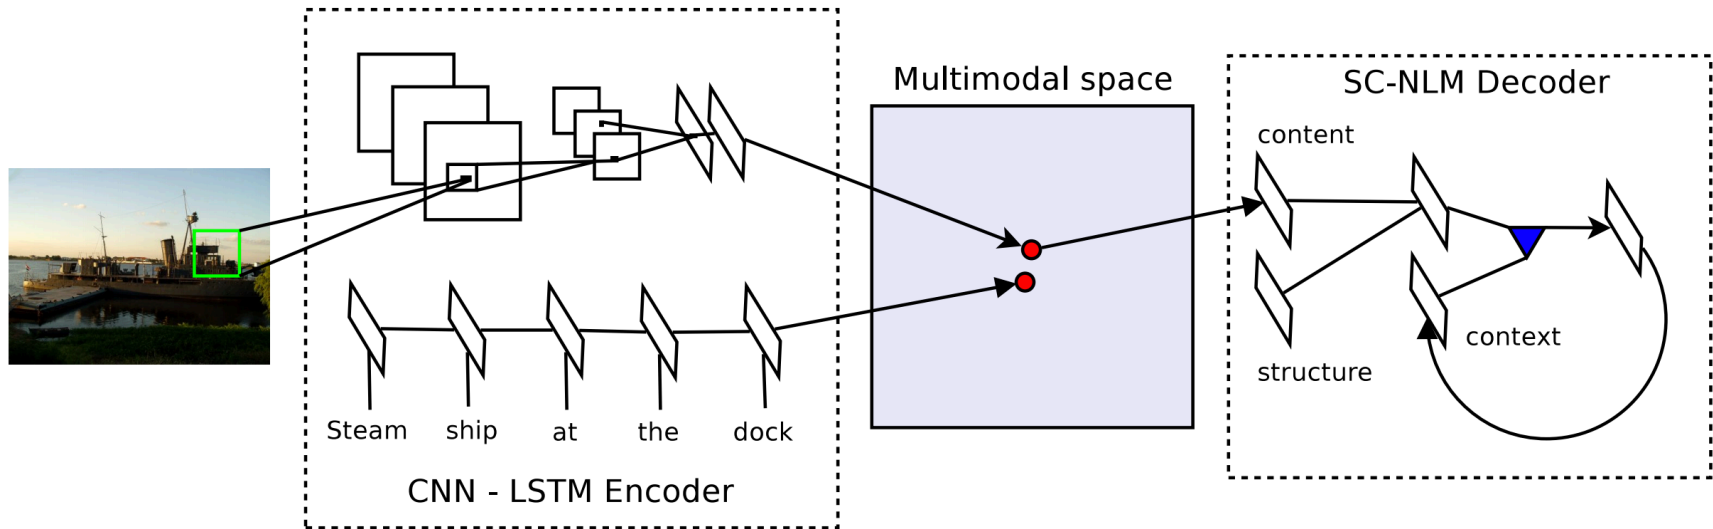 Steam ship at the dock
CNN - LSTM Encoder
Multimodal space
SC-NLM Decoder
content
context
structure